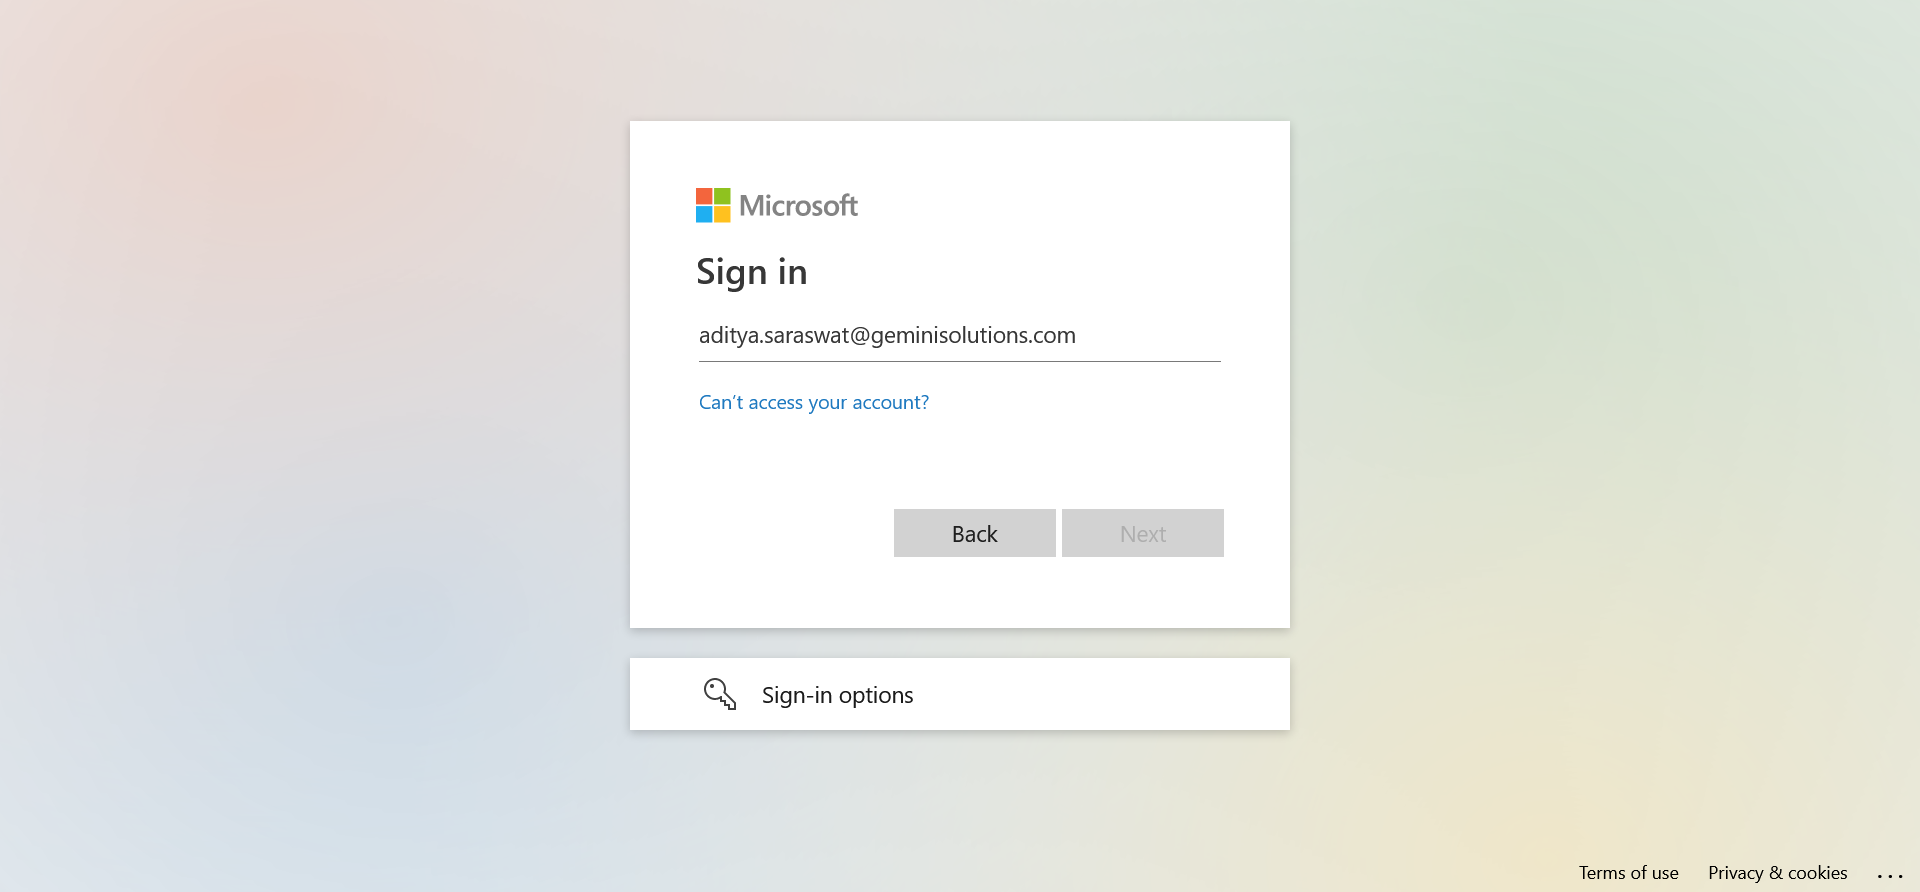 Microsoft
Sign in
aditya.saraswat@geminisolutions.com
Can't access your account?
Back
Next
Sign-in options
Terms of use
Privacy & cookies
...